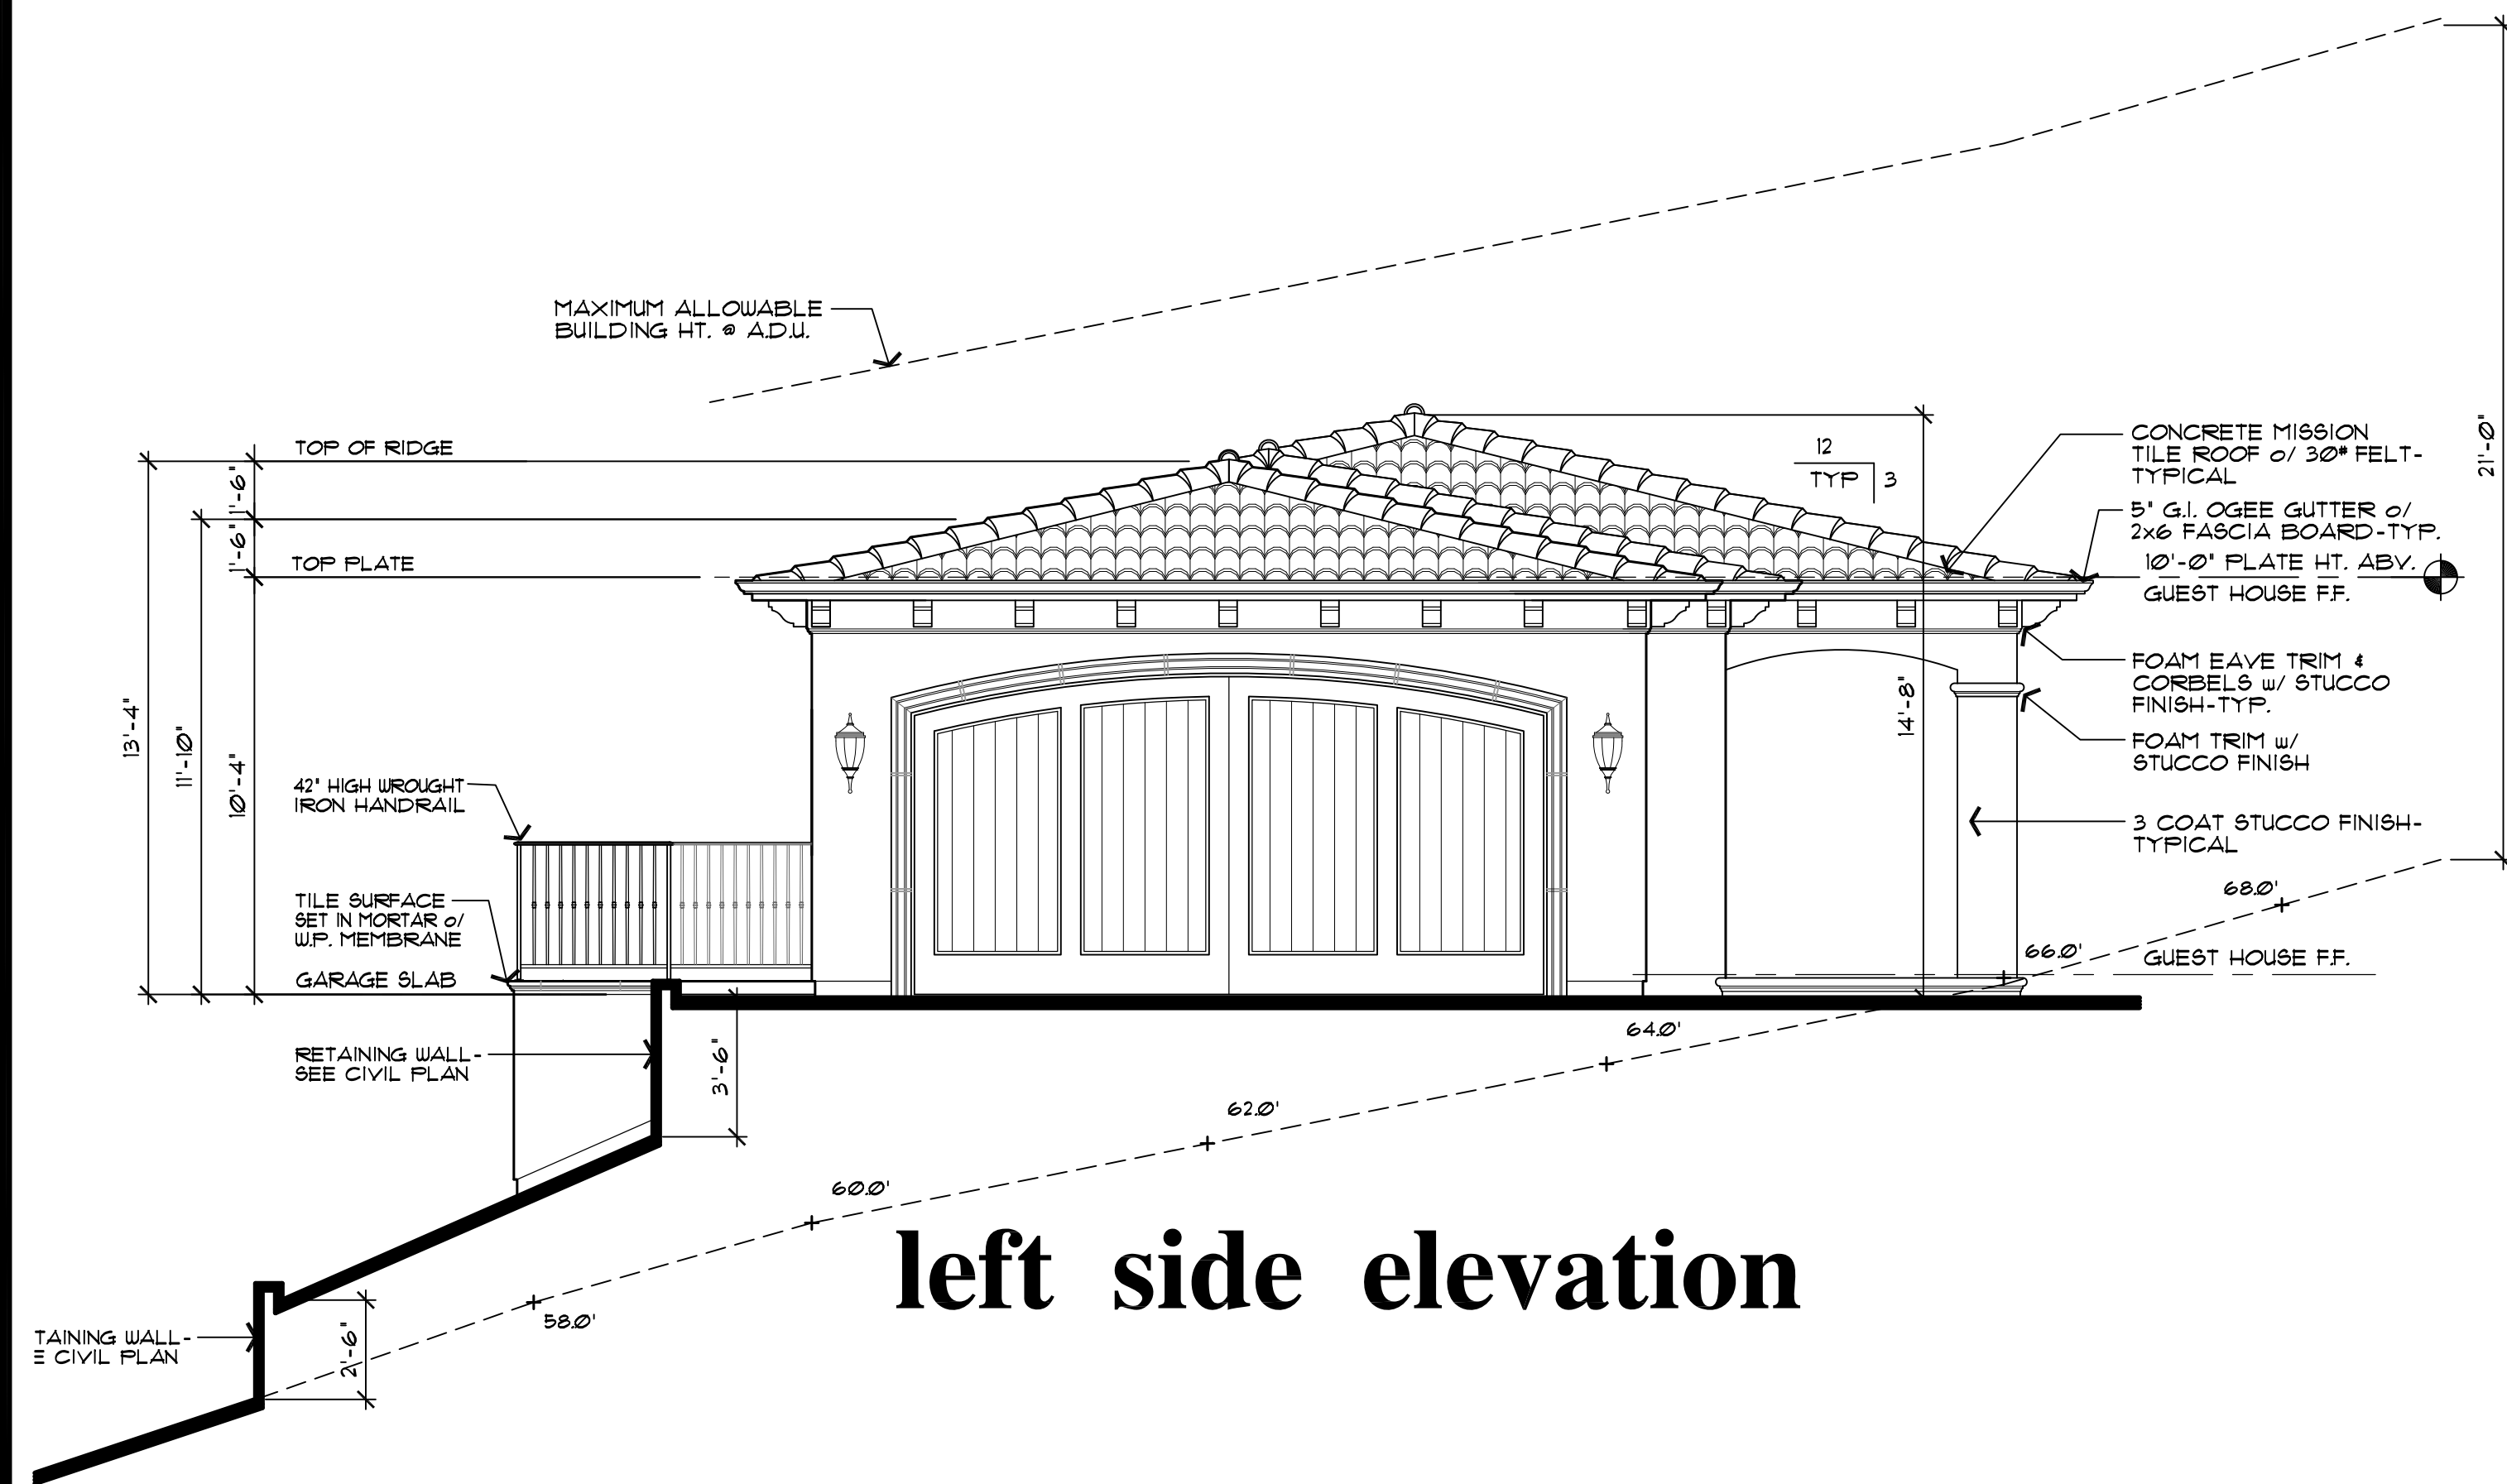 MAXIMUM ALLOWABLE
BUILDING HT. @ A.D.U.
21'-0"
TOP OF RIDGE
1'-6"
1'-6"
TOP PLATE
13'-4"
11'-10"
10'-4"
12
TYP 3
14'-8"
CONCRETE MISSION
TILE ROOF o/ 30# FELT-
TYPICAL
5" G.I. OGEE GUTTER o/
2x6 FASCIA BOARD-TYP.
10'-0" PLATE HT. ABV.
GUEST HOUSE F.F.
FOAM EAVE TRIM &
CORBELS w/ STUCCO
FINISH-TYP.
FOAM TRIM w/
STUCCO FINISH
3 COAT STUCCO FINISH-
TYPICAL
42" HIGH WROUGHT
IRON HANDRAIL
TILE SURFACE
SET IN MORTAR o/
W.P. MEMBRANE
GARAGE SLAB
68.0'
66.0'
GUEST HOUSE F.F.
64.0'
RETAINING WALL-
SEE CIVIL PLAN
3'-6"
62.0'
60.0'
58.0'
left side elevation
TAINING WALL-
E CIVIL PLAN
2'-6"